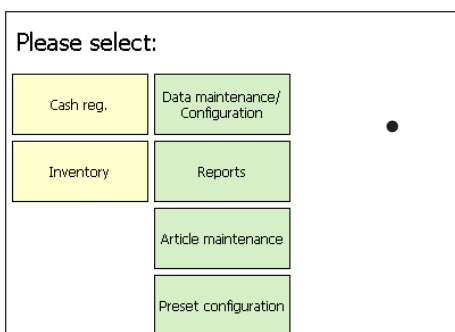 Please select:
Cash reg.
Data maintenance/
Configuration
Inventory
Reports
Article maintenance
Preset configuration